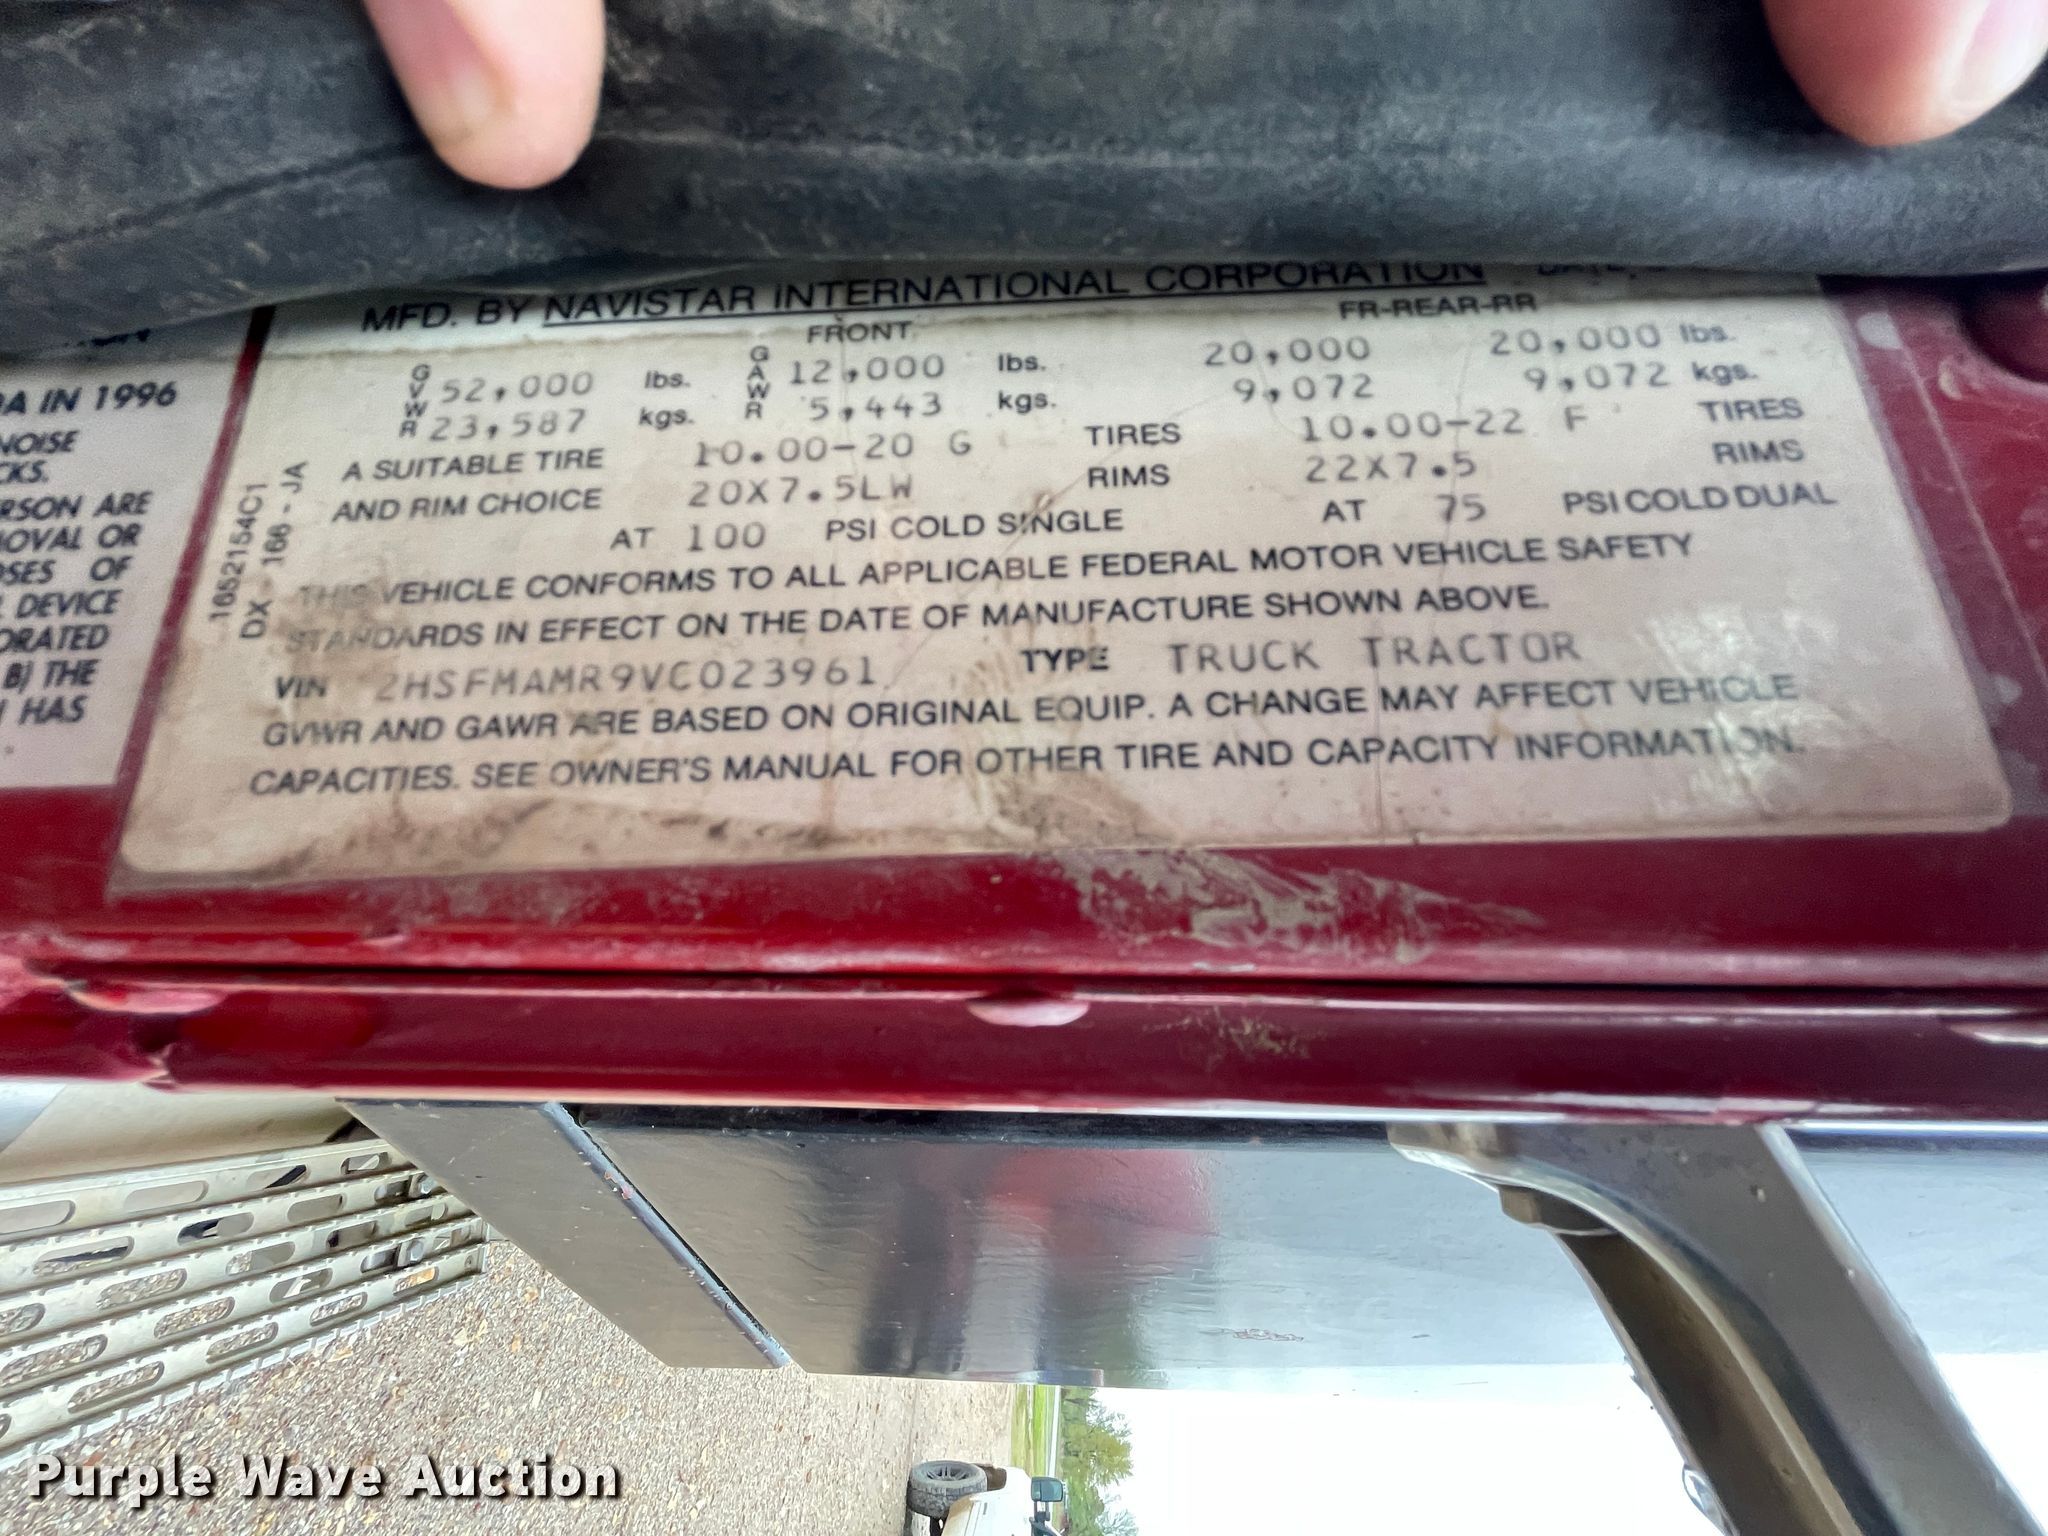 MFD. BY NAVISTAR INTERNATIONAL CORPORATION
FRONT FR-REAR-RR
GVWR 52,000 lbs. GAWR 12,000 lbs. 20,000 20,000 lbs.
23,587 kgs. 5,443 kgs. 9,072 9,072 kgs.
A SUITABLE TIRE 10.00-20 G TIRES 10.00-22 F TIRES
AND RIM CHOICE 20X7.5LW RIMS 22X7.5 RIMS
AT 100 PSI COLD SINGLE AT 75 PSI COLD DUAL
THIS VEHICLE CONFORMS TO ALL APPLICABLE FEDERAL MOTOR VEHICLE SAFETY
STANDARDS IN EFFECT ON THE DATE OF MANUFACTURE SHOWN ABOVE.
VIN 2HSFMAMR9VC023961 TYPE TRUCK TRACTOR
GVWR AND GAWR ARE BASED ON ORIGINAL EQUIP. A CHANGE MAY AFFECT VEHICLE
CAPACITIES. SEE OWNER'S MANUAL FOR OTHER TIRE AND CAPACITY INFORMATION.
1652154C1
DX - 166 - JA
IN 1996
NOISE
ARE
OR
OF
DEVICE
B) THE
HAS
Purple Wave Auction